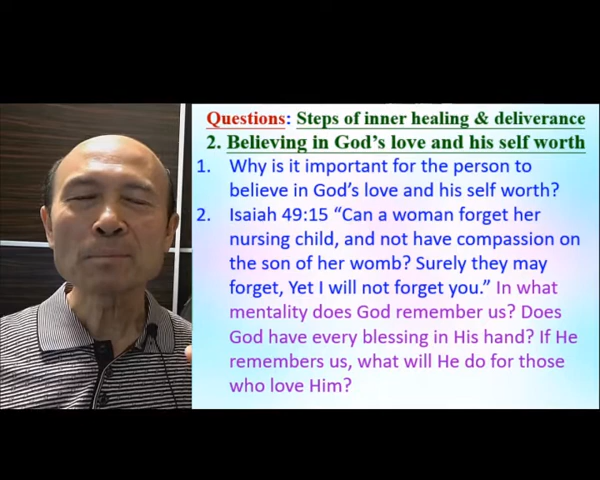 Questions: Steps of inner healing & deliverance
2. Believing in God's love and his self worth
1. Why is it important for the person to
believe in God's love and his self worth?
2. Isaiah 49:15 “Can a woman forget her
nursing child, and not have compassion on
the son of her womb? Surely they may
forget, Yet I will not forget you.” In what
mentality does God remember us? Does
God have every blessing in His hand? If He
remembers us, what will He do for those
who love Him?